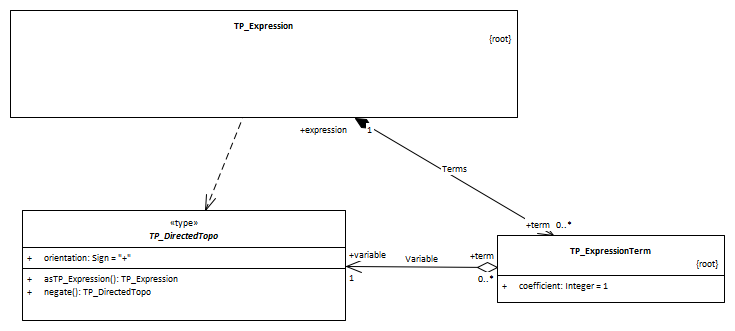 TP_Expression
{root}
+expression 1
Terms
+term 0..*
«type»
TP_DirectedTopo
+ orientation: Sign = "+"
+ asTP_Expression(): TP_Expression
+ negate(): TP_DirectedTopo
+variable
1
Variable
+term
0..*
TP_ExpressionTerm
{root}
+ coefficient: Integer = 1